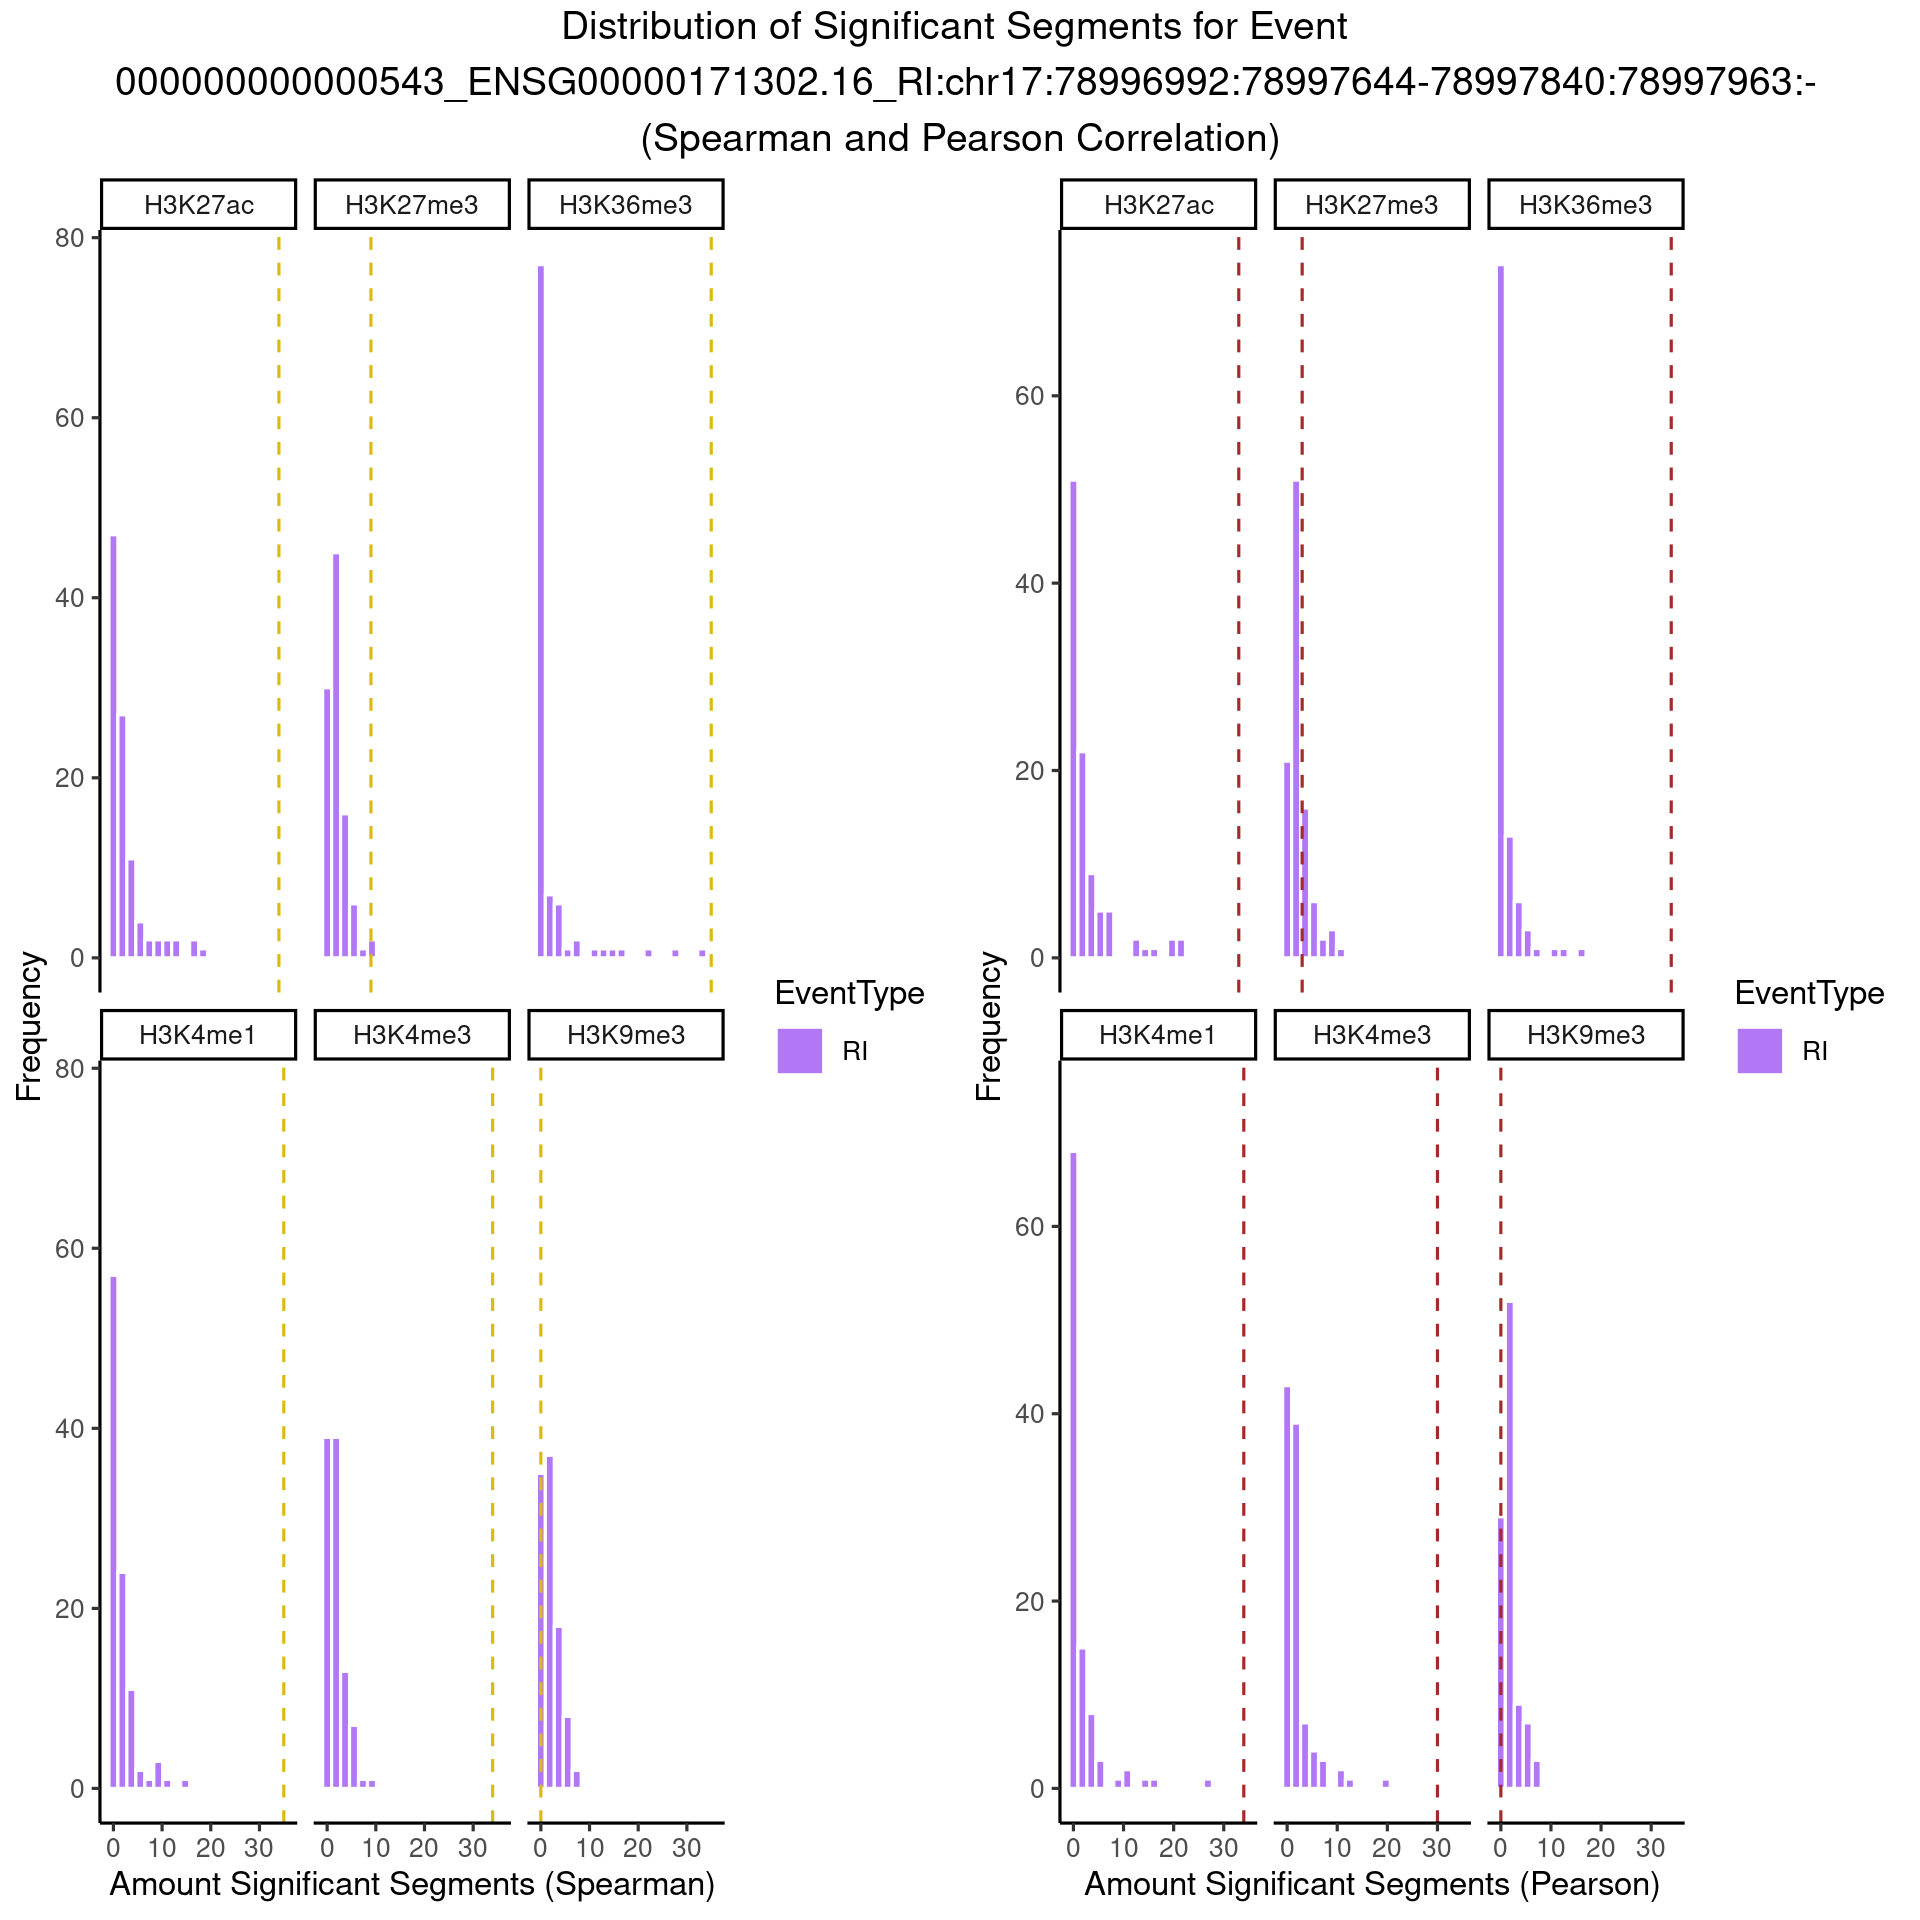 Distribution of Significant Segments for Event
000000000000543_ENSG00000171302.16_RI:chr17:78996992:78997644-78997840:78997963:-
(Spearman and Pearson Correlation)
H3K27ac H3K27me3 H3K36me3
80
60
40
20
0
H3K4me1 H3K4me3 H3K9me3
80
60
40
20
0
0 10 20 30 0 10 20 30 0 10 20 30
Frequency
Amount Significant Segments (Spearman)
EventType
RI
H3K27ac H3K27me3 H3K36me3
60
40
20
0
H3K4me1 H3K4me3 H3K9me3
60
40
20
0
0 10 20 30 0 10 20 30 0 10 20 30
Frequency
Amount Significant Segments (Pearson)
EventType
RI